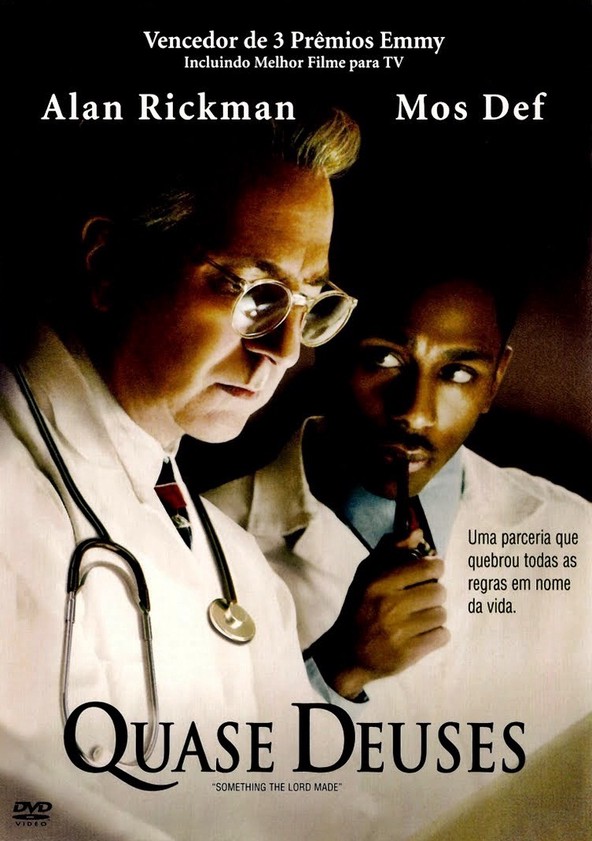 Vencedor de 3 Prêmios Emmy
Incluindo Melhor Filme para TV
Alan Rickman Mos Def
Uma parceria que
quebrou todas as
regras em nome
da vida.
QUASE DEUSES
"SOMETHING THE LORD MADE"
DVD
VIDEO